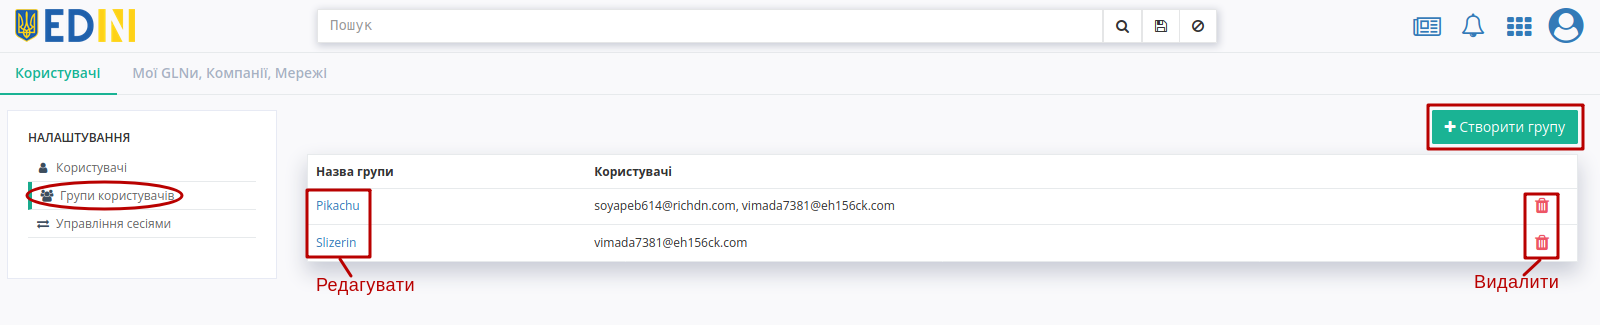 EDIN
Пошук
Користувачі Мої GLNи, Компанії, Мережі
НАЛАШТУВАННЯ
Користувачі
Групи користувачів
Управління сесіями
Створити групу
Назва групи Користувачі
Pikachu soyapeb614@richdn.com, vimada7381@eh156ck.com
Slizerin vimada7381@eh156ck.com
Редагувати
Видалити